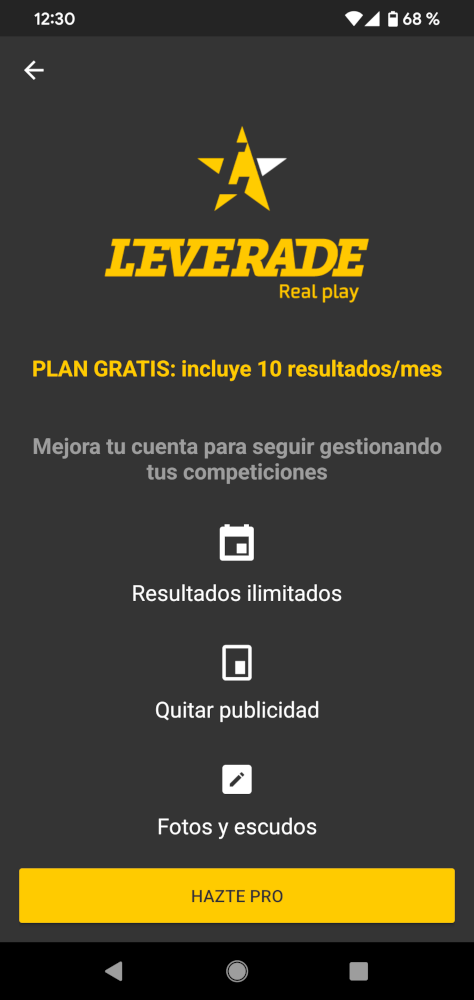 12:30
68 %
LEVERADE
Real play
PLAN GRATIS: incluye 10 resultados/mes
Mejora tu cuenta para seguir gestionando
tus competiciones
Resultados ilimitados
Quitar publicidad
Fotos y escudos
HAZTE PRO